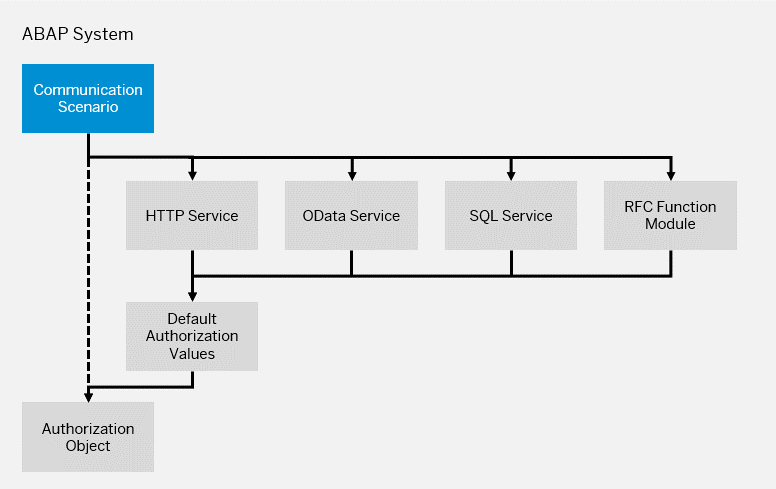 ABAP System
Communication
Scenario
HTTP Service
OData Service
SQL Service
RFC Function
Module
Default
Authorization
Values
Authorization
Object